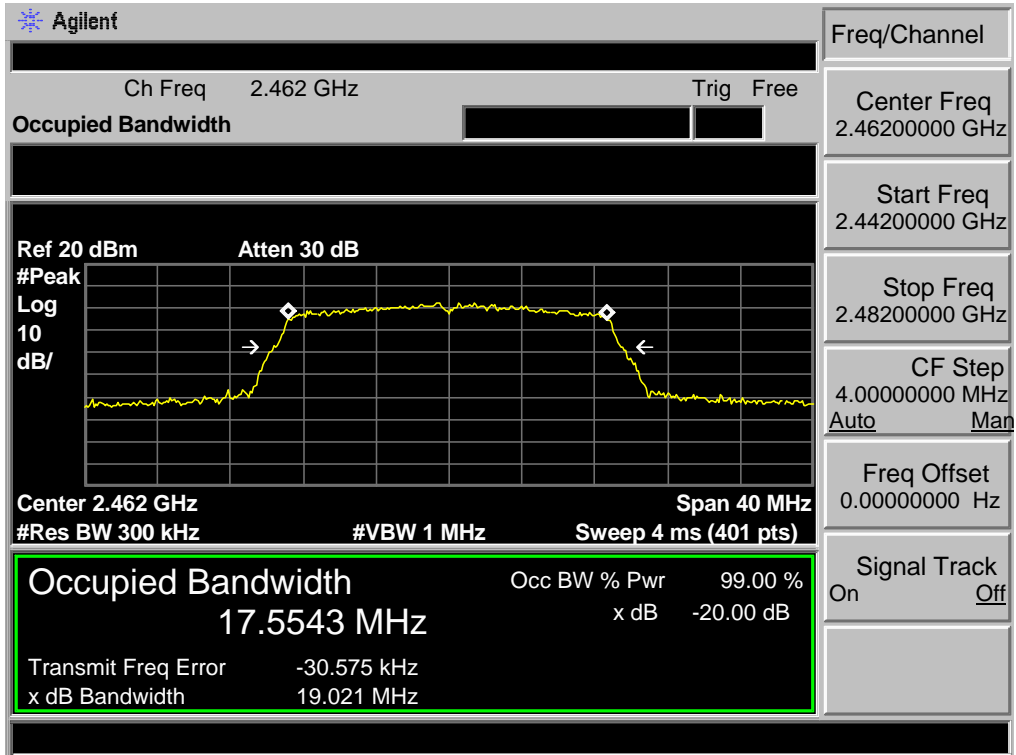 Agilent
Freq/Channel
Ch Freq 2.462 GHz Trig Free
Occupied Bandwidth
Center Freq
2.46200000 GHz
Start Freq
2.44200000 GHz
Stop Freq
2.48200000 GHz
CF Step
4.00000000 MHz
Auto Man
Freq Offset
0.00000000 Hz
Signal Track
On Off
Ref 20 dBm Atten 30 dB
#Peak
Log
10
dB/
Center 2.462 GHz Span 40 MHz
#Res BW 300 kHz #VBW 1 MHz Sweep 4 ms (401 pts)
Occupied Bandwidth Occ BW % Pwr 99.00 %
17.5543 MHz x dB -20.00 dB
Transmit Freq Error -30.575 kHz
x dB Bandwidth 19.021 MHz